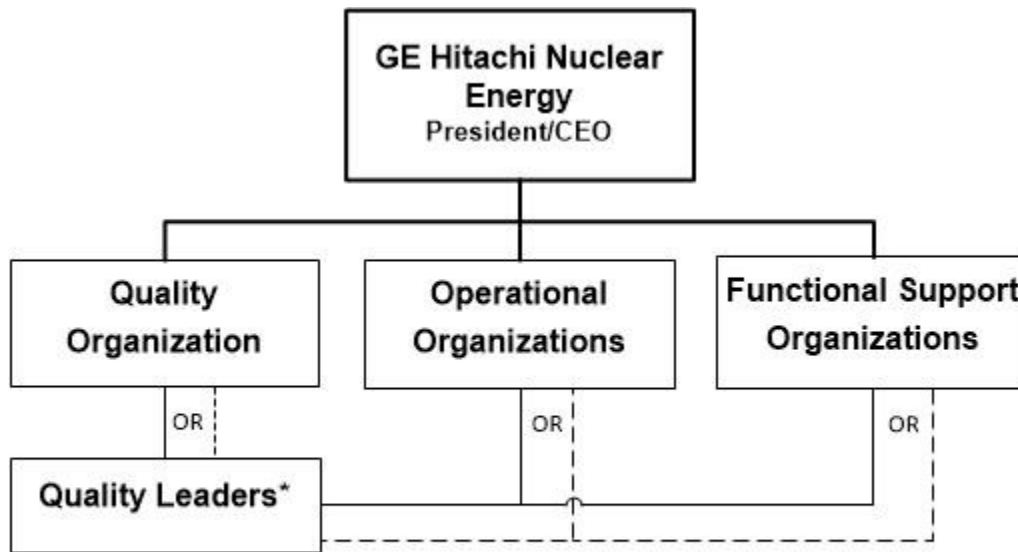 GE Hitachi Nuclear
Energy
President/CEO
Quality
Organization
Operational
Organizations
Functional Support
Organizations
OR
OR
OR
Quality Leaders*